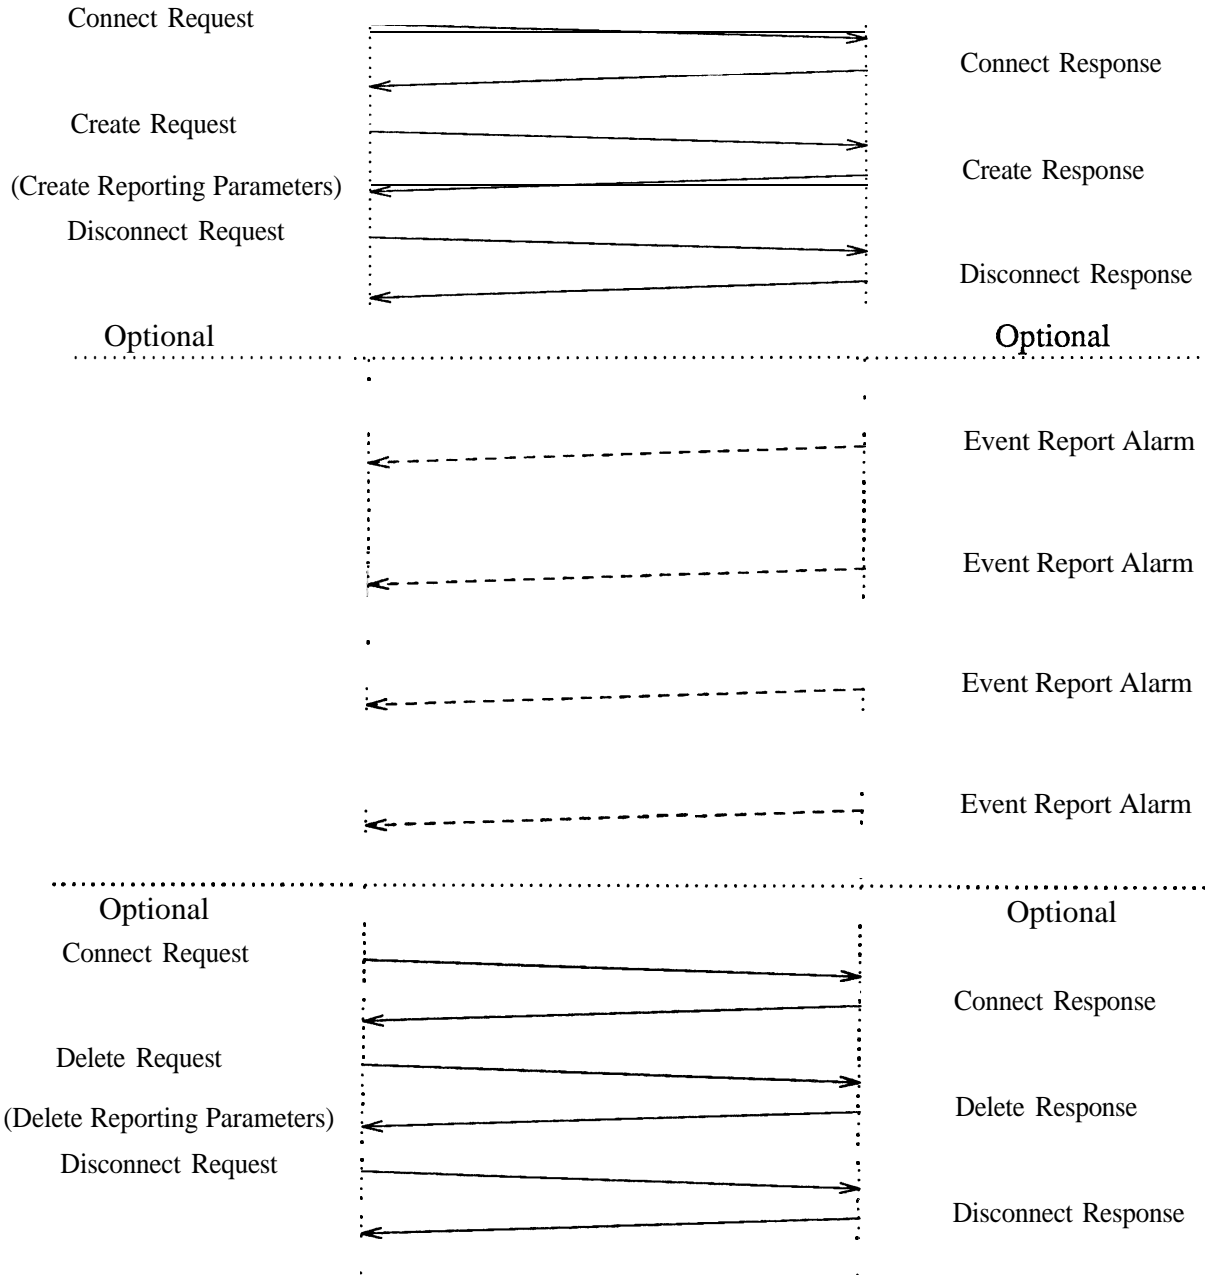 Connect Request
Connect Response
Create Request
Create Response
(Create Reporting Parameters)
Disconnect Request
Disconnect Response
Optional
Optional
Event Report Alarm
Event Report Alarm
Event Report Alarm
Event Report Alarm
Optional
Optional
Connect Request
Connect Response
Delete Request
Delete Response
(Delete Reporting Parameters)
Disconnect Request
Disconnect Response